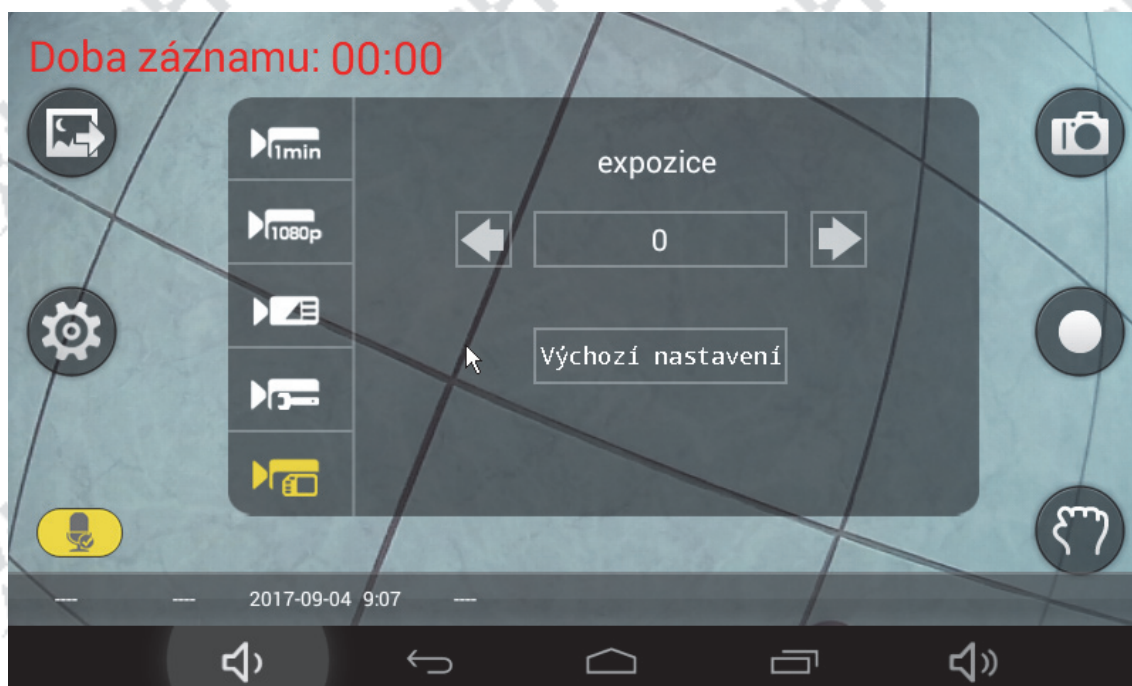 Doba záznamu: 00:00
1min
expozice
1080p
0
Výchozí nastavení
---- ---- 2017-09-04 9:07 ----